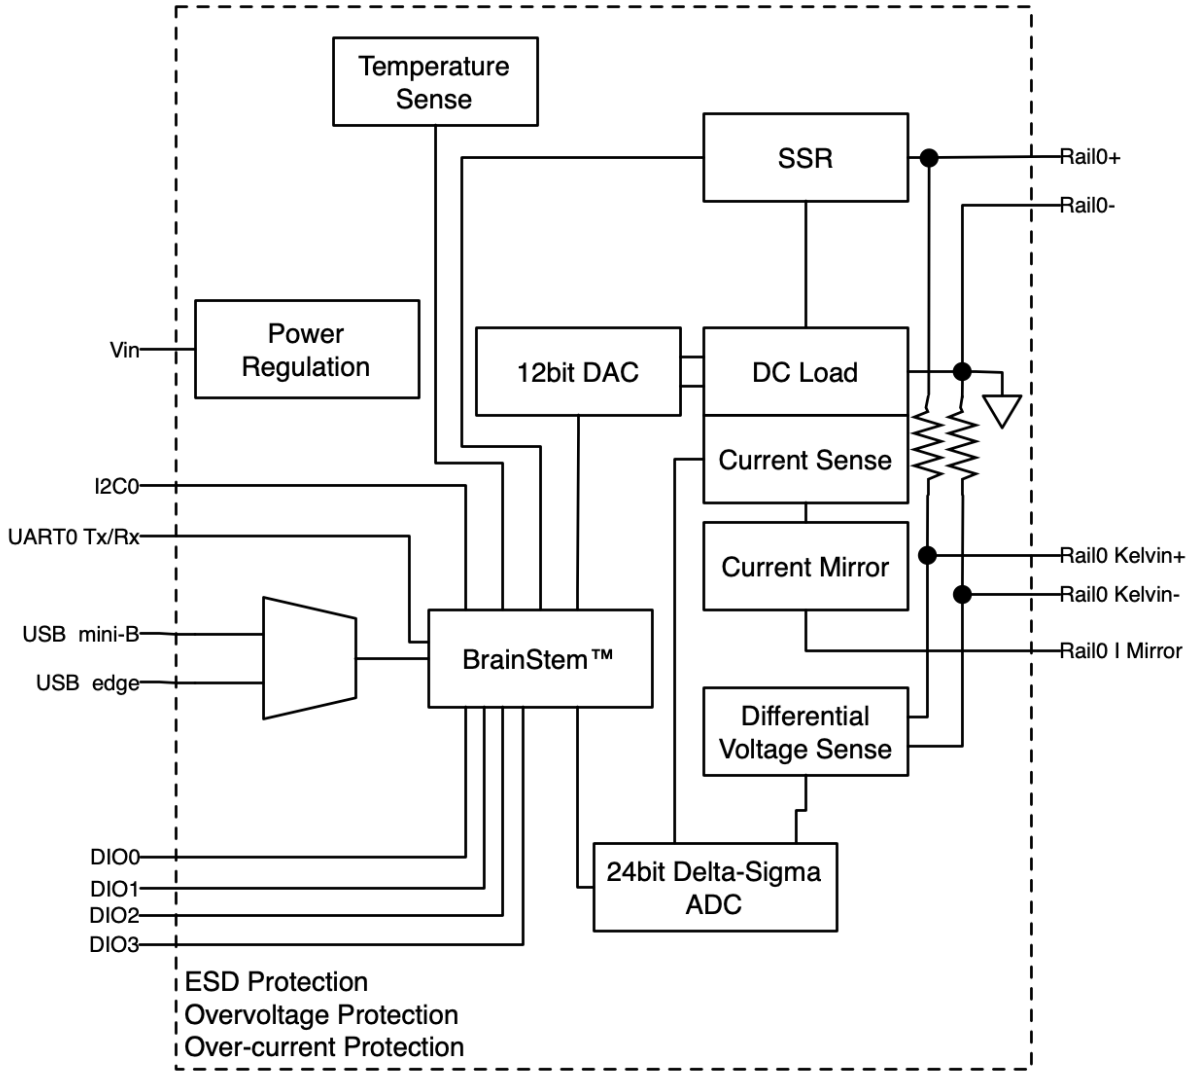 Temperature
Sense
SSR
Rail0+
Rail0-
Power
Regulation
Vin
12bit DAC
DC Load
Current Sense
I2C0
UART0 Tx/Rx
Current Mirror
Rail0 Kelvin+
Rail0 Kelvin-
USB mini-B
BrainStem™
Rail0 I Mirror
USB edge
Differential
Voltage Sense
DIO0
DIO1
DIO2
DIO3
24bit Delta-Sigma
ADC
ESD Protection
Overvoltage Protection
Over-current Protection